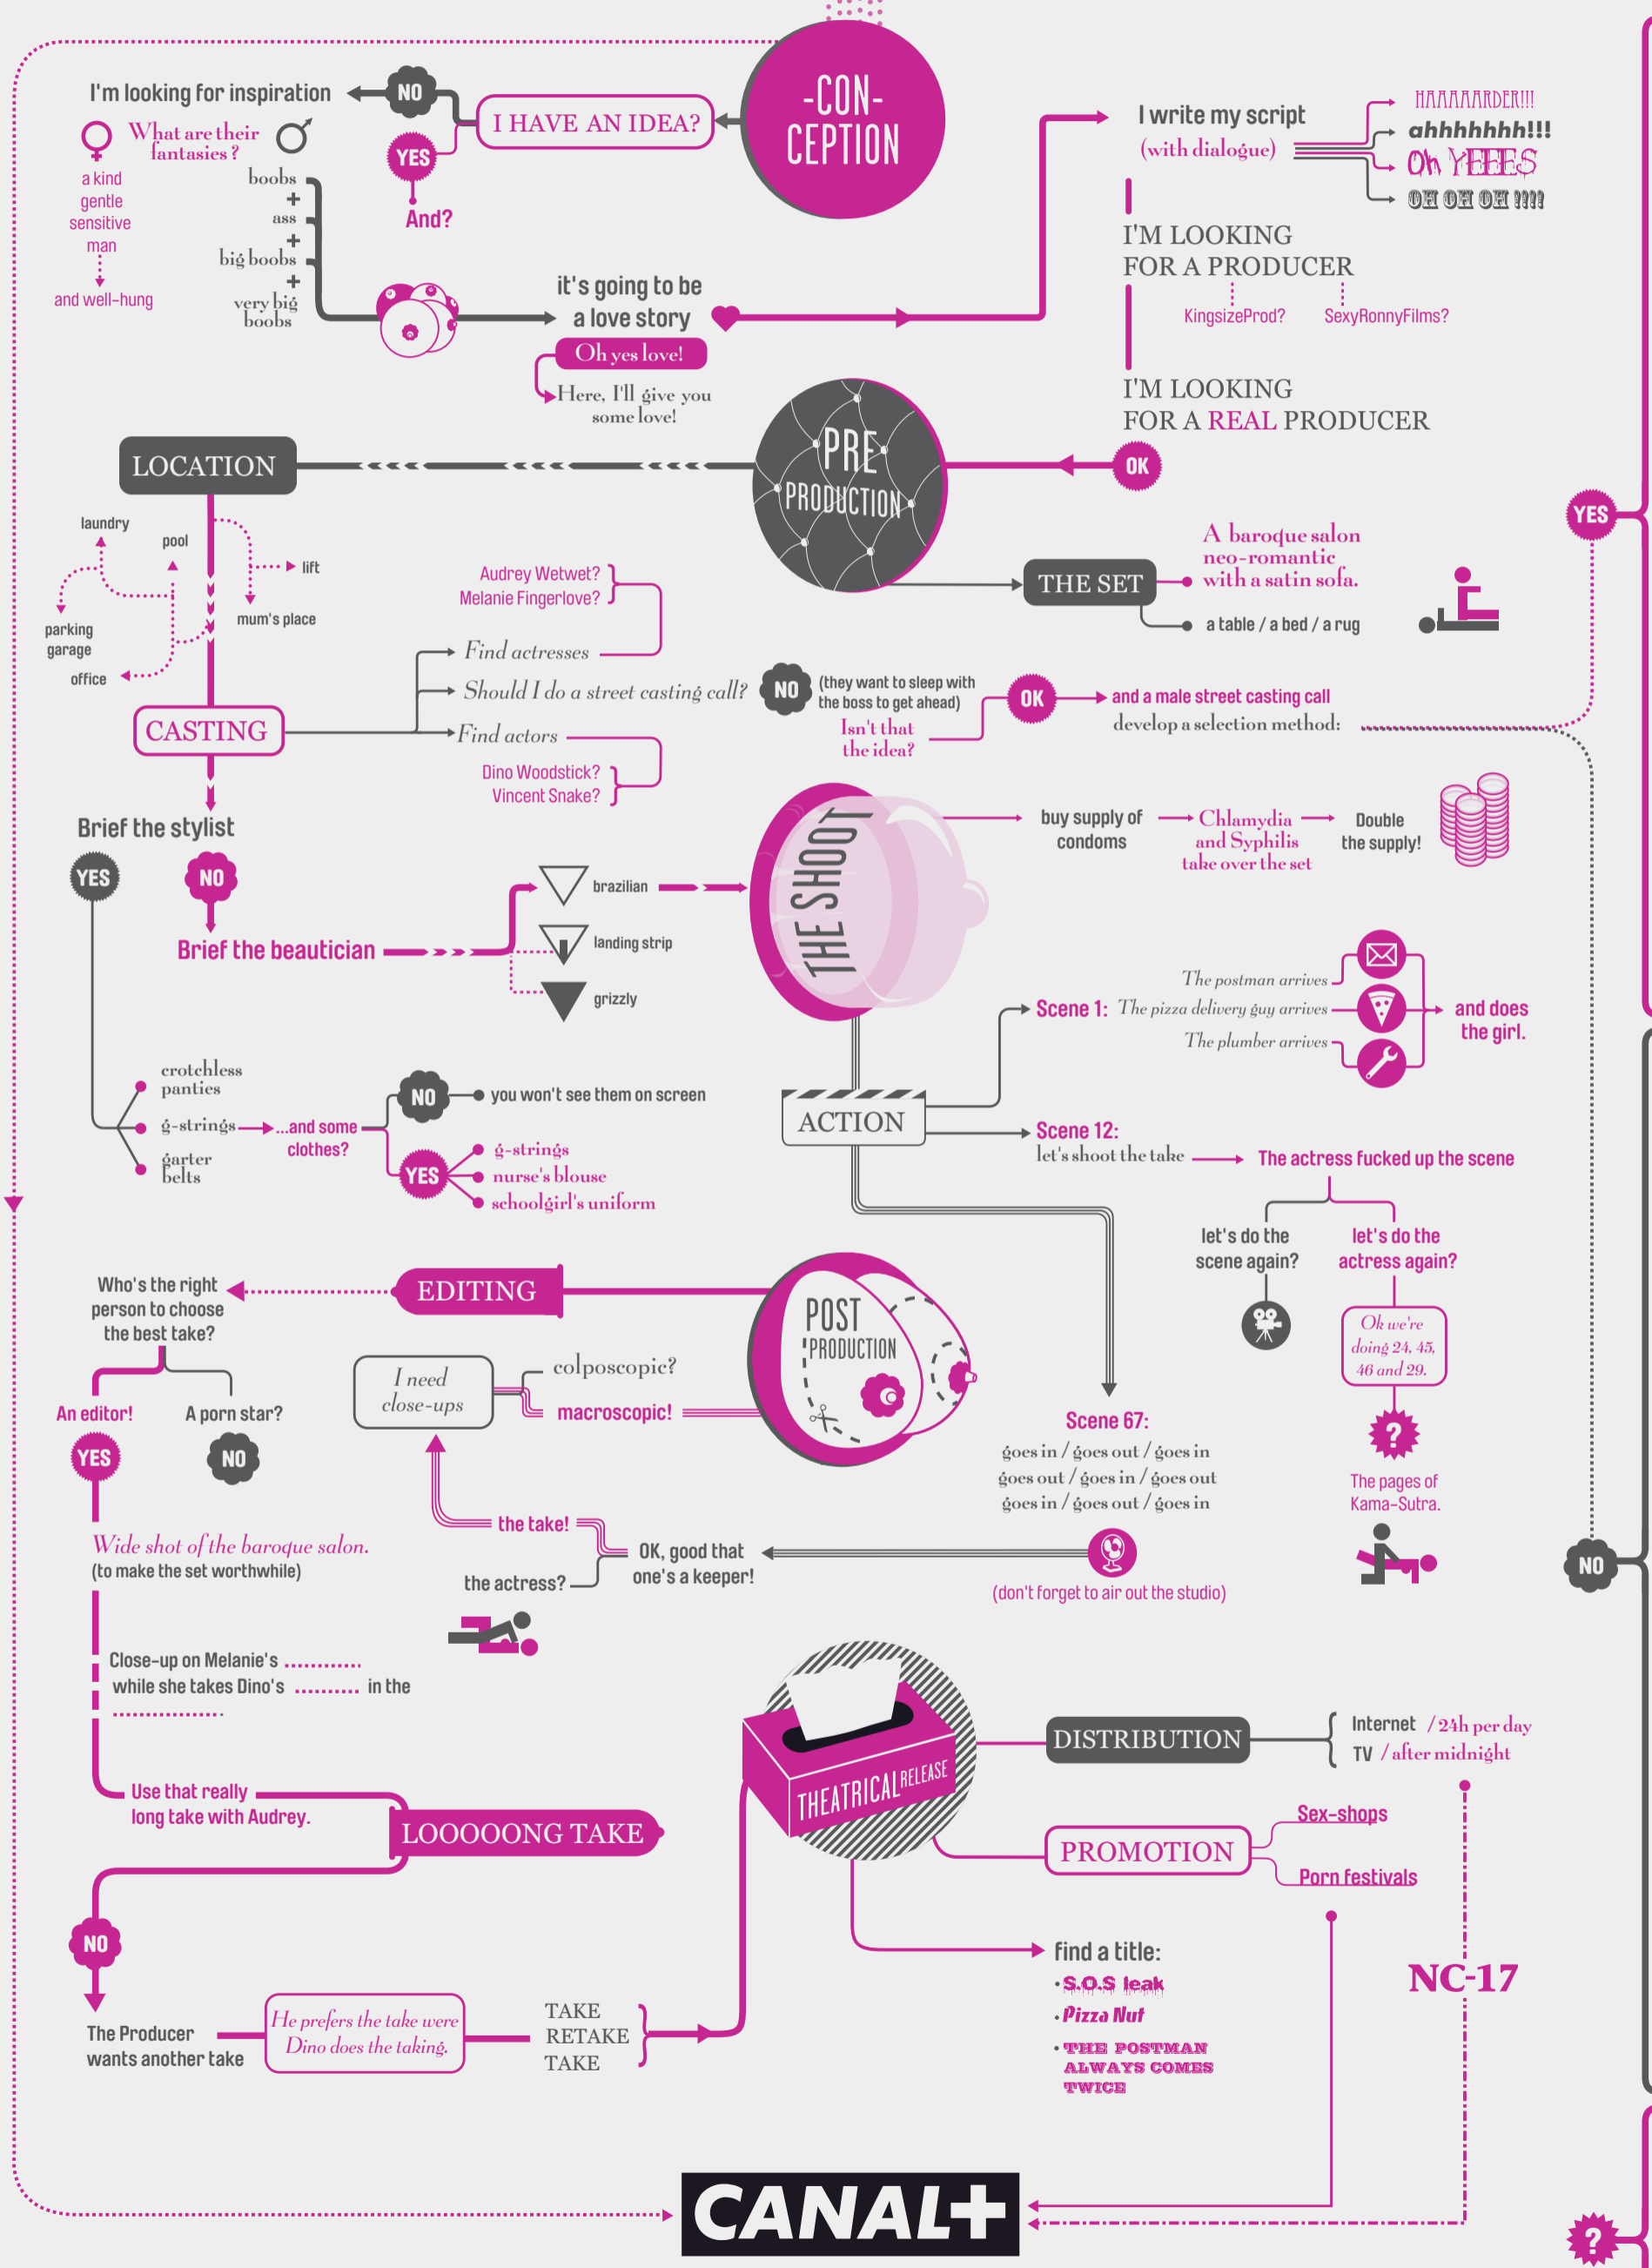 -CON-
CEPTION
I HAVE AN IDEA?
NO
I'm looking for inspiration
YES
And?
What are their
fantasies ?
a kind
gentle
sensitive
man
and well-hung
boobs
+
ass
+
big boobs
+
very big
boobs
it's going to be
a love story
Oh yes love!
Here, I'll give you
some love!
I write my script
(with dialogue)
HAAAAARDER!!!
ahhhhhhh!!!
Oh YEEEES
OH OH OH !!!!
I'M LOOKING
FOR A PRODUCER
KingsizeProd?
SexyRonnyFilms?
I'M LOOKING
FOR A REAL PRODUCER
OK
PRE
PRODUCTION
LOCATION
laundry
pool
lift
mum's place
parking
garage
office
THE SET
A baroque salon
neo-romantic
with a satin sofa.
a table / a bed / a rug
CASTING
Audrey Wetwet?
Melanie Fingerlove?
Find actresses
Should I do a street casting call?
NO
(they want to sleep with
the boss to get ahead)
Isn't that
the idea?
OK
and a male street casting call
develop a selection method:
YES
Find actors
Dino Woodstick?
Vincent Snake?
Brief the stylist
YES
NO
Brief the beautician
brazilian
landing strip
grizzly
crotchless
panties
g-strings
garter
belts
...and some
clothes?
NO
you won't see them on screen
YES
g-strings
nurse's blouse
schoolgirl's uniform
THE SHOOT
buy supply of
condoms
Chlamydia
and Syphilis
take over the set
Double
the supply!
ACTION
Scene 1:
The postman arrives
The pizza delivery guy arrives
The plumber arrives
and does
the girl.
Scene 12:
let's shoot the take
The actress fucked up the scene
let's do the
scene again?
let's do the
actress again?
Ok we're
doing 24, 45,
46 and 29.
?
The pages of
Kama-Sutra.
Scene 67:
goes in / goes out / goes in
goes out / goes in / goes out
goes in / goes out / goes in
(don't forget to air out the studio)
NO
OK, good that
one's a keeper!
the take!
the actress?
POST
PRODUCTION
I need
close-ups
colposcopic?
macroscopic!
EDITING
Who's the right
person to choose
the best take?
An editor!
A porn star?
YES
NO
Wide shot of the baroque salon.
(to make the set worthwhile)
Close-up on Melanie's ..............
while she takes Dino's ............ in the
.....................
Use that really
long take with Audrey.
LOOOOONG TAKE
NO
The Producer
wants another take
He prefers the take were
Dino does the taking.
TAKE
RETAKE
TAKE
THEATRICAL RELEASE
DISTRIBUTION
Internet / 24h per day
TV / after midnight
PROMOTION
Sex-shops
Porn festivals
find a title:
• S.O.S leak
• Pizza Nut
• THE POSTMAN
ALWAYS COMES
TWICE
NC-17
CANAL+
?